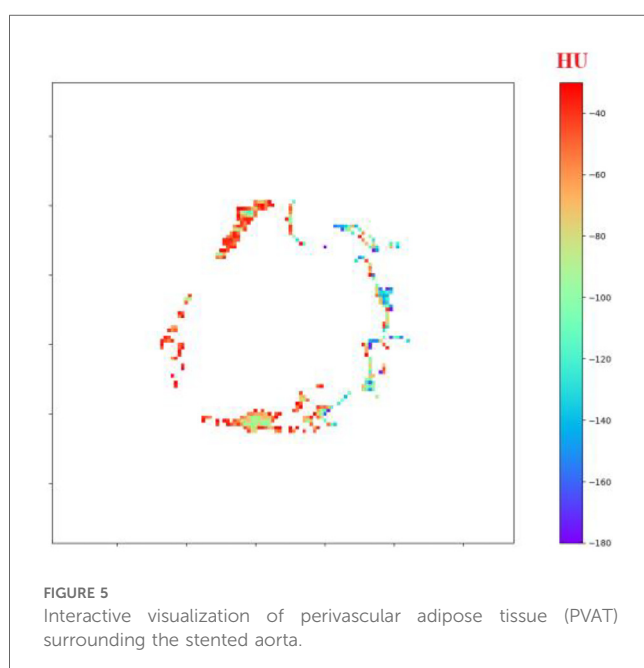 HU
−40
−60
−80
−100
−120
−140
−160
−180
FIGURE 5
Interactive visualization of perivascular adipose tissue (PVAT)
surrounding the stented aorta.